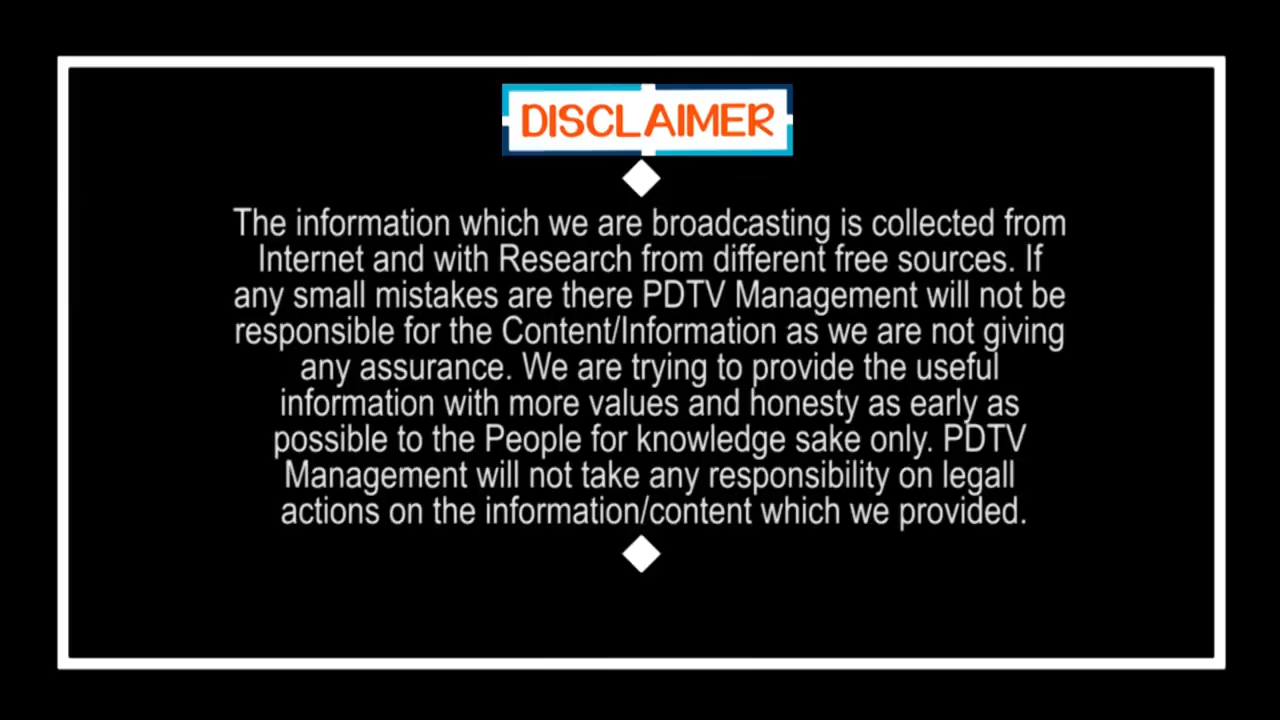 DISCLAIMER
The information which we are broadcasting is collected from
Internet and with Research from different free sources. If
any small mistakes are there PDTV Management will not be
responsible for the Content/Information as we are not giving
any assurance. We are trying to provide the useful
information with more values and honesty as early as
possible to the People for knowledge sake only. PDTV
Management will not take any responsibility on legall
actions on the information/content which we provided.